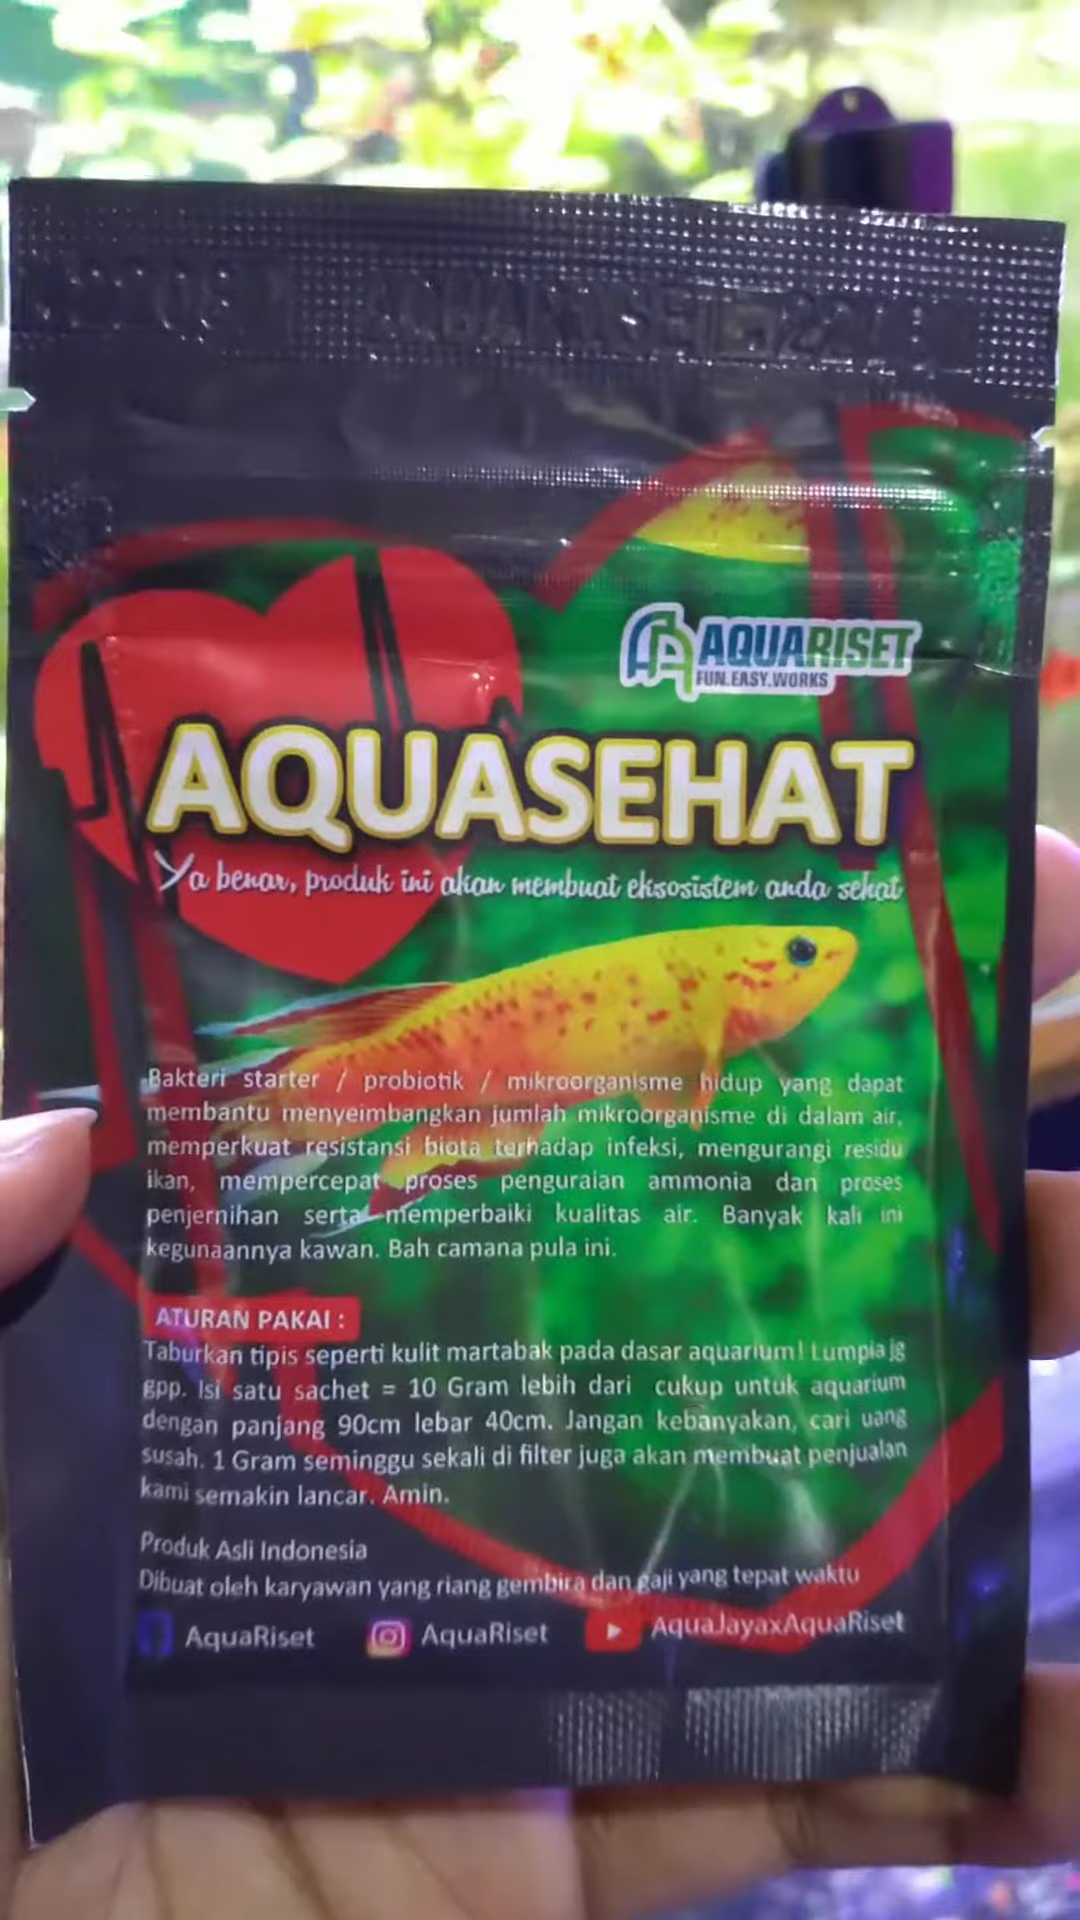 AQUARISET
FUN.EASY.WORKS
AQUASEHAT
Ya benar, produk ini akan membuat eksosistem anda sehat
Bakteri starter / probiotik / mikroorganisme hidup yang dapat
membantu menyeimbangkan jumlah mikroorganisme di dalam air,
memperkuat resistansi biota terhadap infeksi, mengurangi residu
ikan, mempercepat proses penguraian ammonia dan proses
penjernihan serta memperbaiki kualitas air. Banyak kali ini
kegunaannya kawan. Bah camana pula ini.
ATURAN PAKAI :
Taburkan tipis seperti kulit martabak pada dasar aquarium! Lumpia jg
gpp. Isi satu sachet = 10 Gram lebih dari cukup untuk aquarium
dengan panjang 90cm lebar 40cm. Jangan kebanyakan, cari uang
susah. 1 Gram seminggu sekali di filter juga akan membuat penjualan
kami semakin lancar. Amin.
Produk Asli Indonesia
Dibuat oleh karyawan yang riang gembira dan gaji yang tepat waktu
AquaRiset AquaRiset AquaJayaxAquaRiset